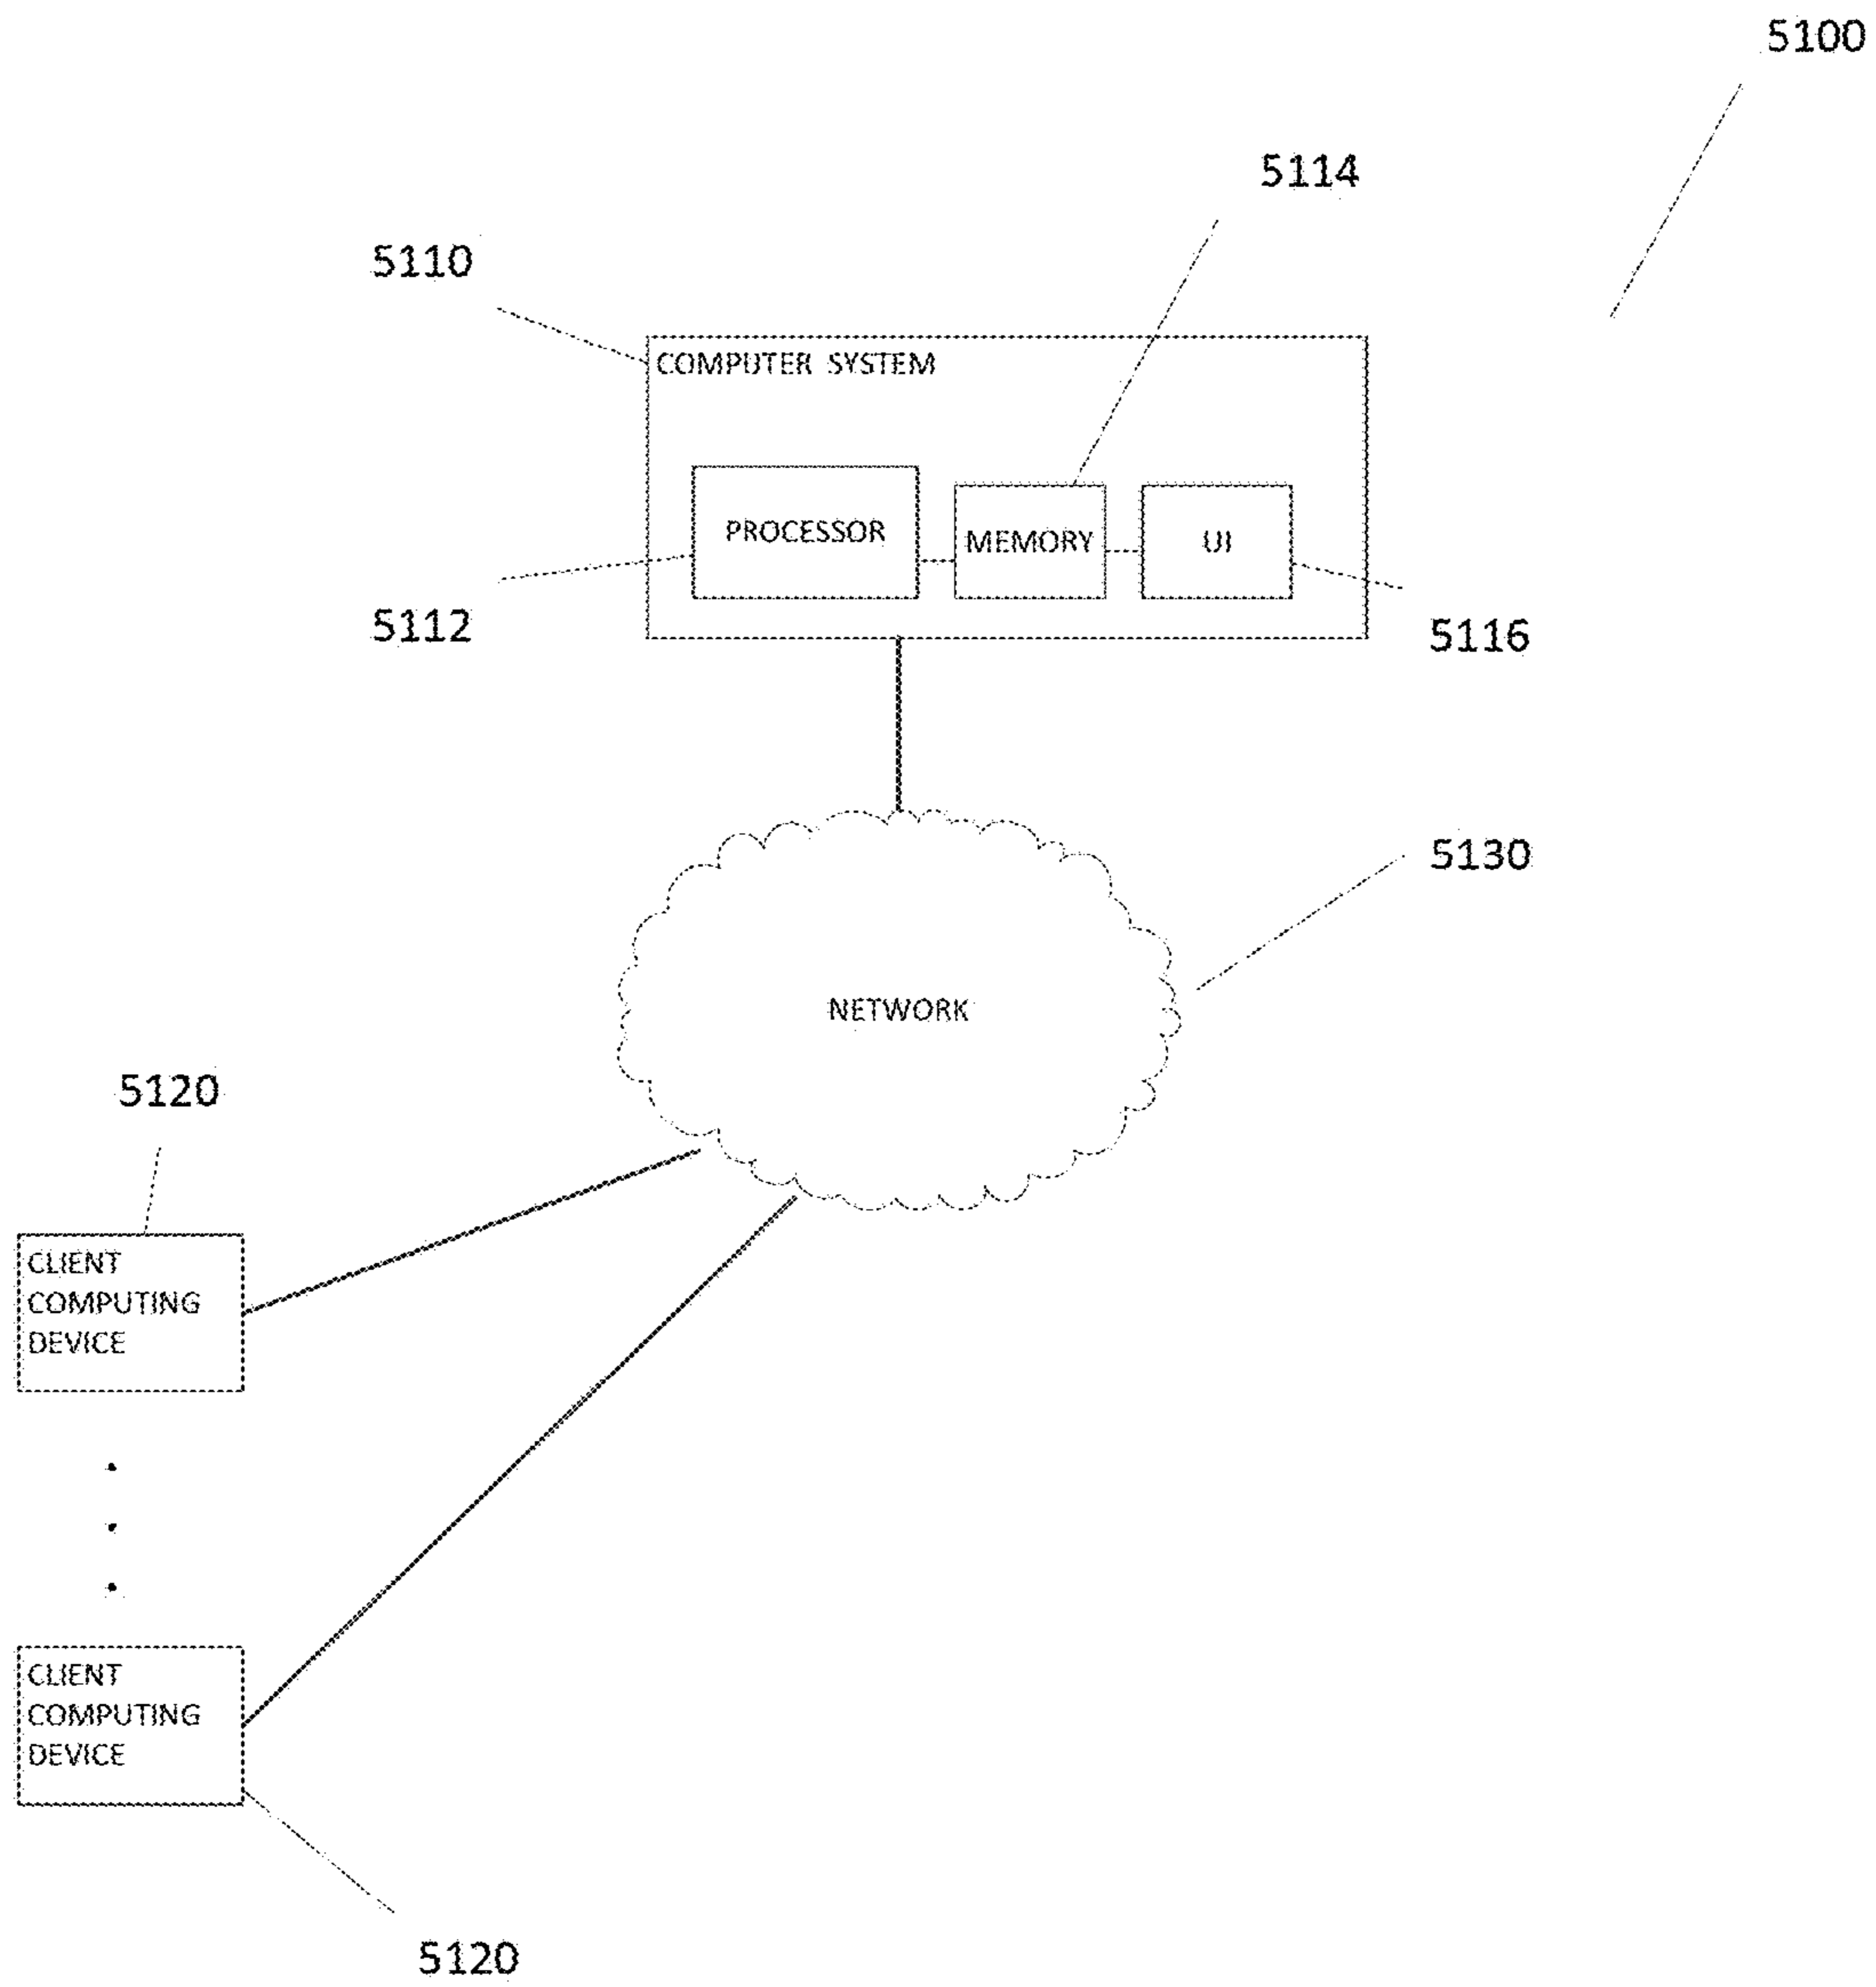 5100
5114
5110
COMPUTER SYSTEM
PROCESSOR
MEMORY
UI
5112
5116
5130
NETWORK
5120
CLIENT
COMPUTING
DEVICE
CLIENT
COMPUTING
DEVICE
5120